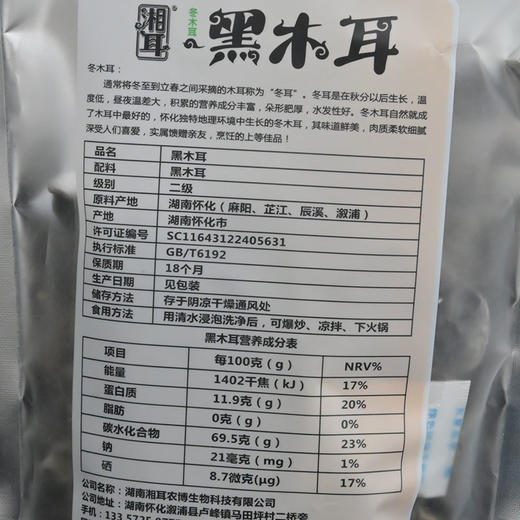 湘耳
冬木耳
黑木耳
冬木耳：
通常将冬至到立春之间采摘的木耳称为“冬耳”。冬耳是在秋分以后生长，温
度低，昼夜温差大，积累的营养成分丰富，朵形肥厚，水发性好。冬木耳自然就成
了木耳中最好的，怀化独特地理环境中生长的冬木耳，其味道鲜美，肉质柔软细腻
深受人们喜爱，实属馈赠亲友，烹饪的上等佳品！
品名 黑木耳
配料 黑木耳
级别 二级
原料产地 湖南怀化（麻阳、芷江、辰溪、溆浦）
产地 湖南怀化市
许可证编号 SC11643122405631
执行标准 GB/T6192
保质期 18个月
生产日期 见包装
储存方法 存于阴凉干燥通风处
食用方法 用清水浸泡洗净后，可爆炒、凉拌、下火锅
黑木耳营养成分表
项目 每100克（g） NRV%
能量 1402千焦（kJ） 17%
蛋白质 11.9克（g） 20%
脂肪 0克（g） 0%
碳水化合物 69.5克（g） 23%
钠 21毫克（mg） 1%
硒 8.7微克(μg) 17%
公司名称：湖南湘耳农博生物科技有限公司
公司地址：湖南怀化溆浦县卢峰镇马田坪村二桥旁